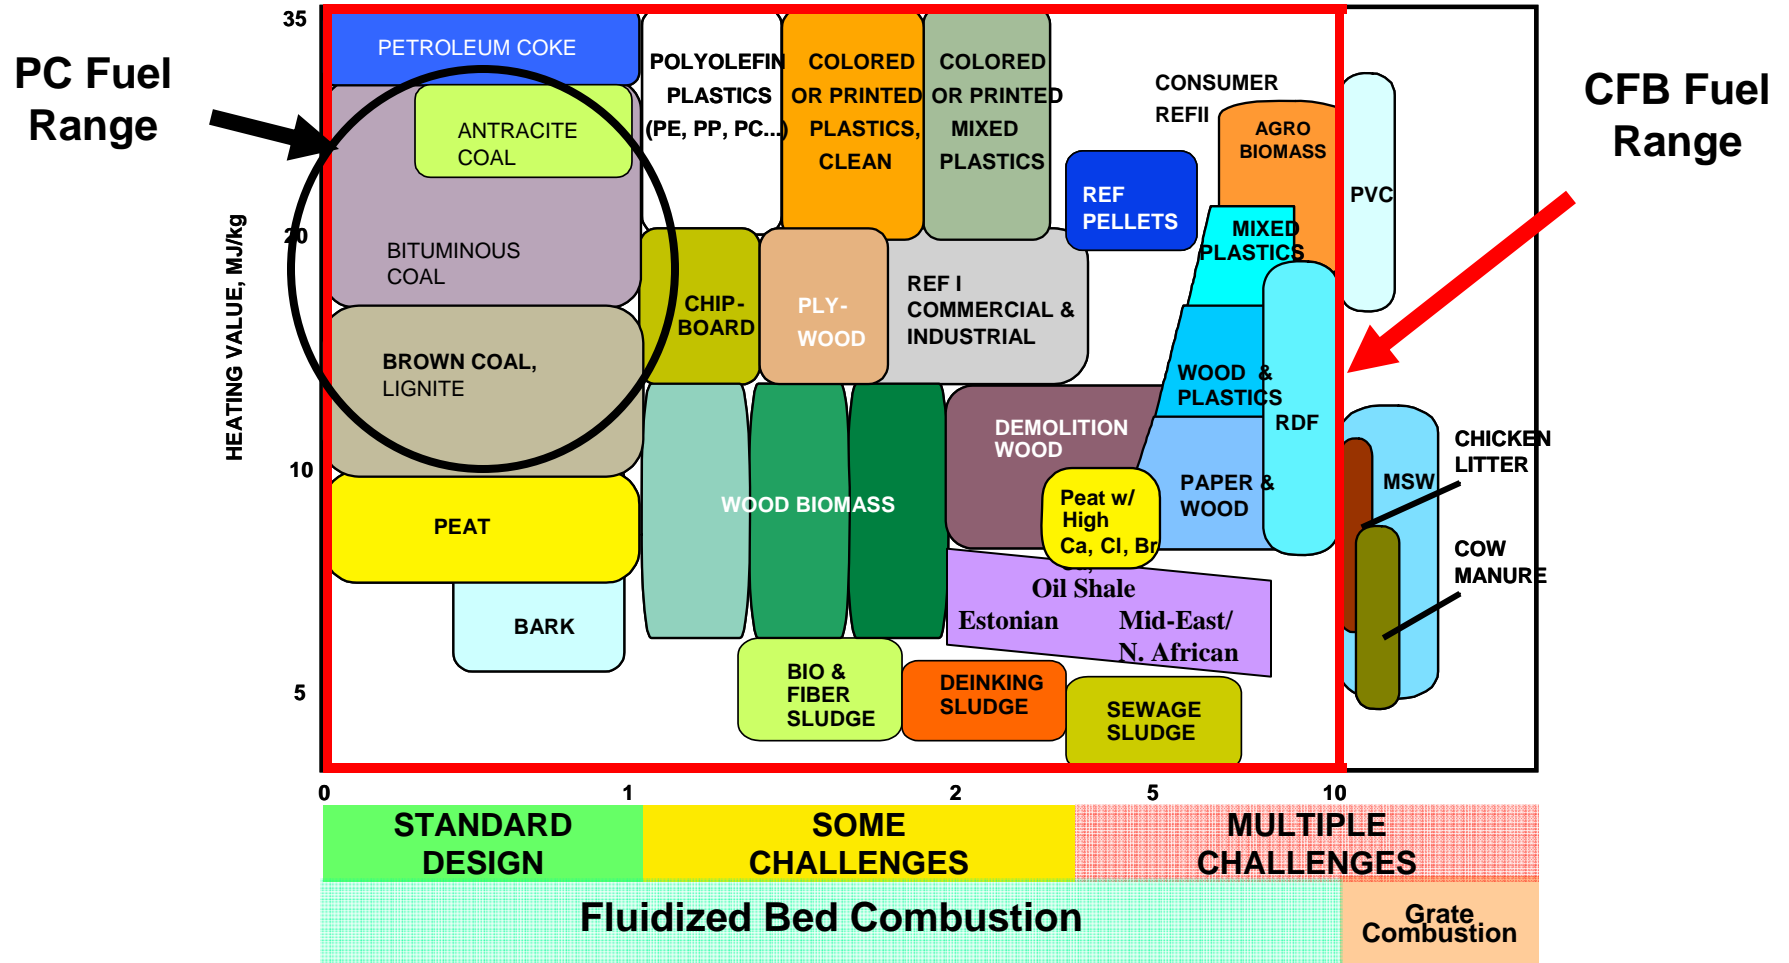 35
PC Fuel
Range
CFB Fuel
Range
PETROLEUM COKE
ANTRACITE
COAL
BITUMINOUS
COAL
BROWN COAL,
LIGNITE
PEAT
BARK
POLYOLEFIN
PLASTICS
(PE, PP, PC...)
COLORED
OR PRINTED
PLASTICS,
CLEAN
COLORED
OR PRINTED
MIXED
PLASTICS
CONSUMER
REFII
AGRO
BIOMASS
REF
PELLETS
PVC
MIXED
PLASTICS
20
HEATING VALUE, MJ/kg
CHIP-
BOARD
PLY-
WOOD
REF I
COMMERCIAL &
INDUSTRIAL
WOOD &
PLASTICS
RDF
DEMOLITION
WOOD
10
WOOD BIOMASS
Peat w/
High
Ca, Cl, Br
PAPER &
WOOD
MSW
CHICKEN
LITTER
COW
MANURE
Oil Shale
Estonian
Mid-East/
N. African
5
BIO &
FIBER
SLUDGE
DEINKING
SLUDGE
SEWAGE
SLUDGE
0 1 2 5 10
STANDARD
DESIGN
SOME
CHALLENGES
MULTIPLE
CHALLENGES
Fluidized Bed Combustion
Grate
Combustion